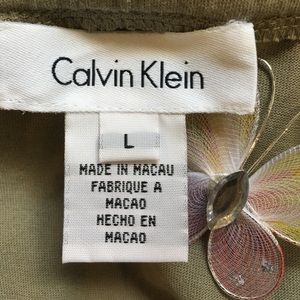 Calvin Klein
L
MADE IN MACAU
FABRIQUE A
MACAO
HECHO EN
MACAO